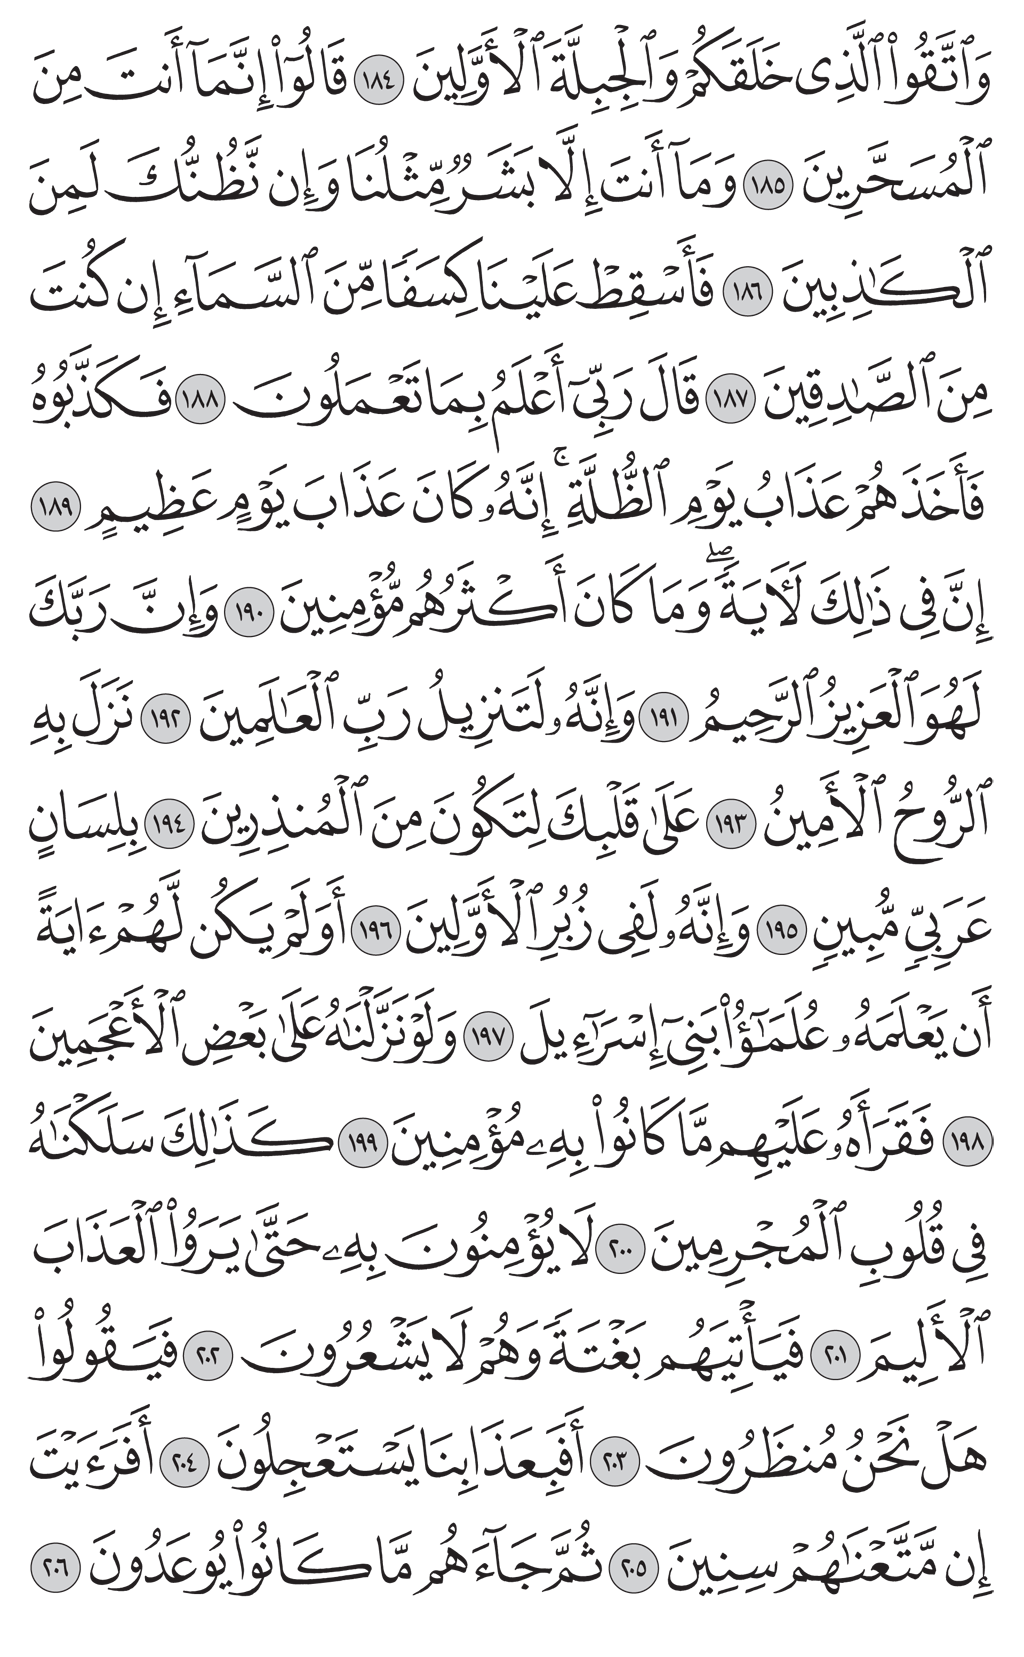 وَٱتَّقُوا۟ ٱلَّذِى خَلَقَكُمْ وَٱلْجِبِلَّةَ ٱلْأَوَّلِينَ ١٨٤ قَالُوٓا۟ إِنَّمَآ أَنتَ مِنَ
ٱلْمُسَحَّرِينَ ١٨٥ وَمَآ أَنتَ إِلَّا بَشَرٌ مِّثْلُنَا وَإِن نَّظُنُّكَ لَمِنَ
ٱلْكَـٰذِبِينَ ١٨٦ فَأَسْقِطْ عَلَيْنَا كِسَفًا مِّنَ ٱلسَّمَآءِ إِن كُنتَ
مِنَ ٱلصَّـٰدِقِينَ ١٨٧ قَالَ رَبِّىٓ أَعْلَمُ بِمَا تَعْمَلُونَ ١٨٨ فَكَذَّبُوهُ
فَأَخَذَهُمْ عَذَابُ يَوْمِ ٱلظُّلَّةِ ۚ إِنَّهُۥ كَانَ عَذَابَ يَوْمٍ عَظِيمٍ ١٨٩
إِنَّ فِى ذَٰلِكَ لَـَٔايَةً ۖ وَمَا كَانَ أَكْثَرُهُم مُّؤْمِنِينَ ١٩٠ وَإِنَّ رَبَّكَ
لَهُوَ ٱلْعَزِيزُ ٱلرَّحِيمُ ١٩١ وَإِنَّهُۥ لَتَنزِيلُ رَبِّ ٱلْعَـٰلَمِينَ ١٩٢ نَزَلَ بِهِ
ٱلرُّوحُ ٱلْأَمِينُ ١٩٣ عَلَىٰ قَلْبِكَ لِتَكُونَ مِنَ ٱلْمُنذِرِينَ ١٩٤ بِلِسَانٍ
عَرَبِىٍّ مُّبِينٍ ١٩٥ وَإِنَّهُۥ لَفِى زُبُرِ ٱلْأَوَّلِينَ ١٩٦ أَوَلَمْ يَكُن لَّهُمْ ءَايَةً
أَن يَعْلَمَهُۥ عُلَمَـٰٓؤُا۟ بَنِىٓ إِسْرَٰٓءِيلَ ١٩٧ وَلَوْ نَزَّلْنَـٰهُ عَلَىٰ بَعْضِ ٱلْأَعْجَمِينَ
١٩٨ فَقَرَأَهُۥ عَلَيْهِم مَّا كَانُوا۟ بِهِۦ مُؤْمِنِينَ ١٩٩ كَذَٰلِكَ سَلَكْنَـٰهُ
فِى قُلُوبِ ٱلْمُجْرِمِينَ ٢٠٠ لَا يُؤْمِنُونَ بِهِۦ حَتَّىٰ يَرَوُا۟ ٱلْعَذَابَ
ٱلْأَلِيمَ ٢٠١ فَيَأْتِيَهُم بَغْتَةً وَهُمْ لَا يَشْعُرُونَ ٢٠٢ فَيَقُولُوا۟
هَلْ نَحْنُ مُنظَرُونَ ٢٠٣ أَفَبِعَذَابِنَا يَسْتَعْجِلُونَ ٢٠٤ أَفَرَءَيْتَ
إِن مَّتَّعْنَـٰهُمْ سِنِينَ ٢٠٥ ثُمَّ جَآءَهُم مَّا كَانُوا۟ يُوعَدُونَ ٢٠٦